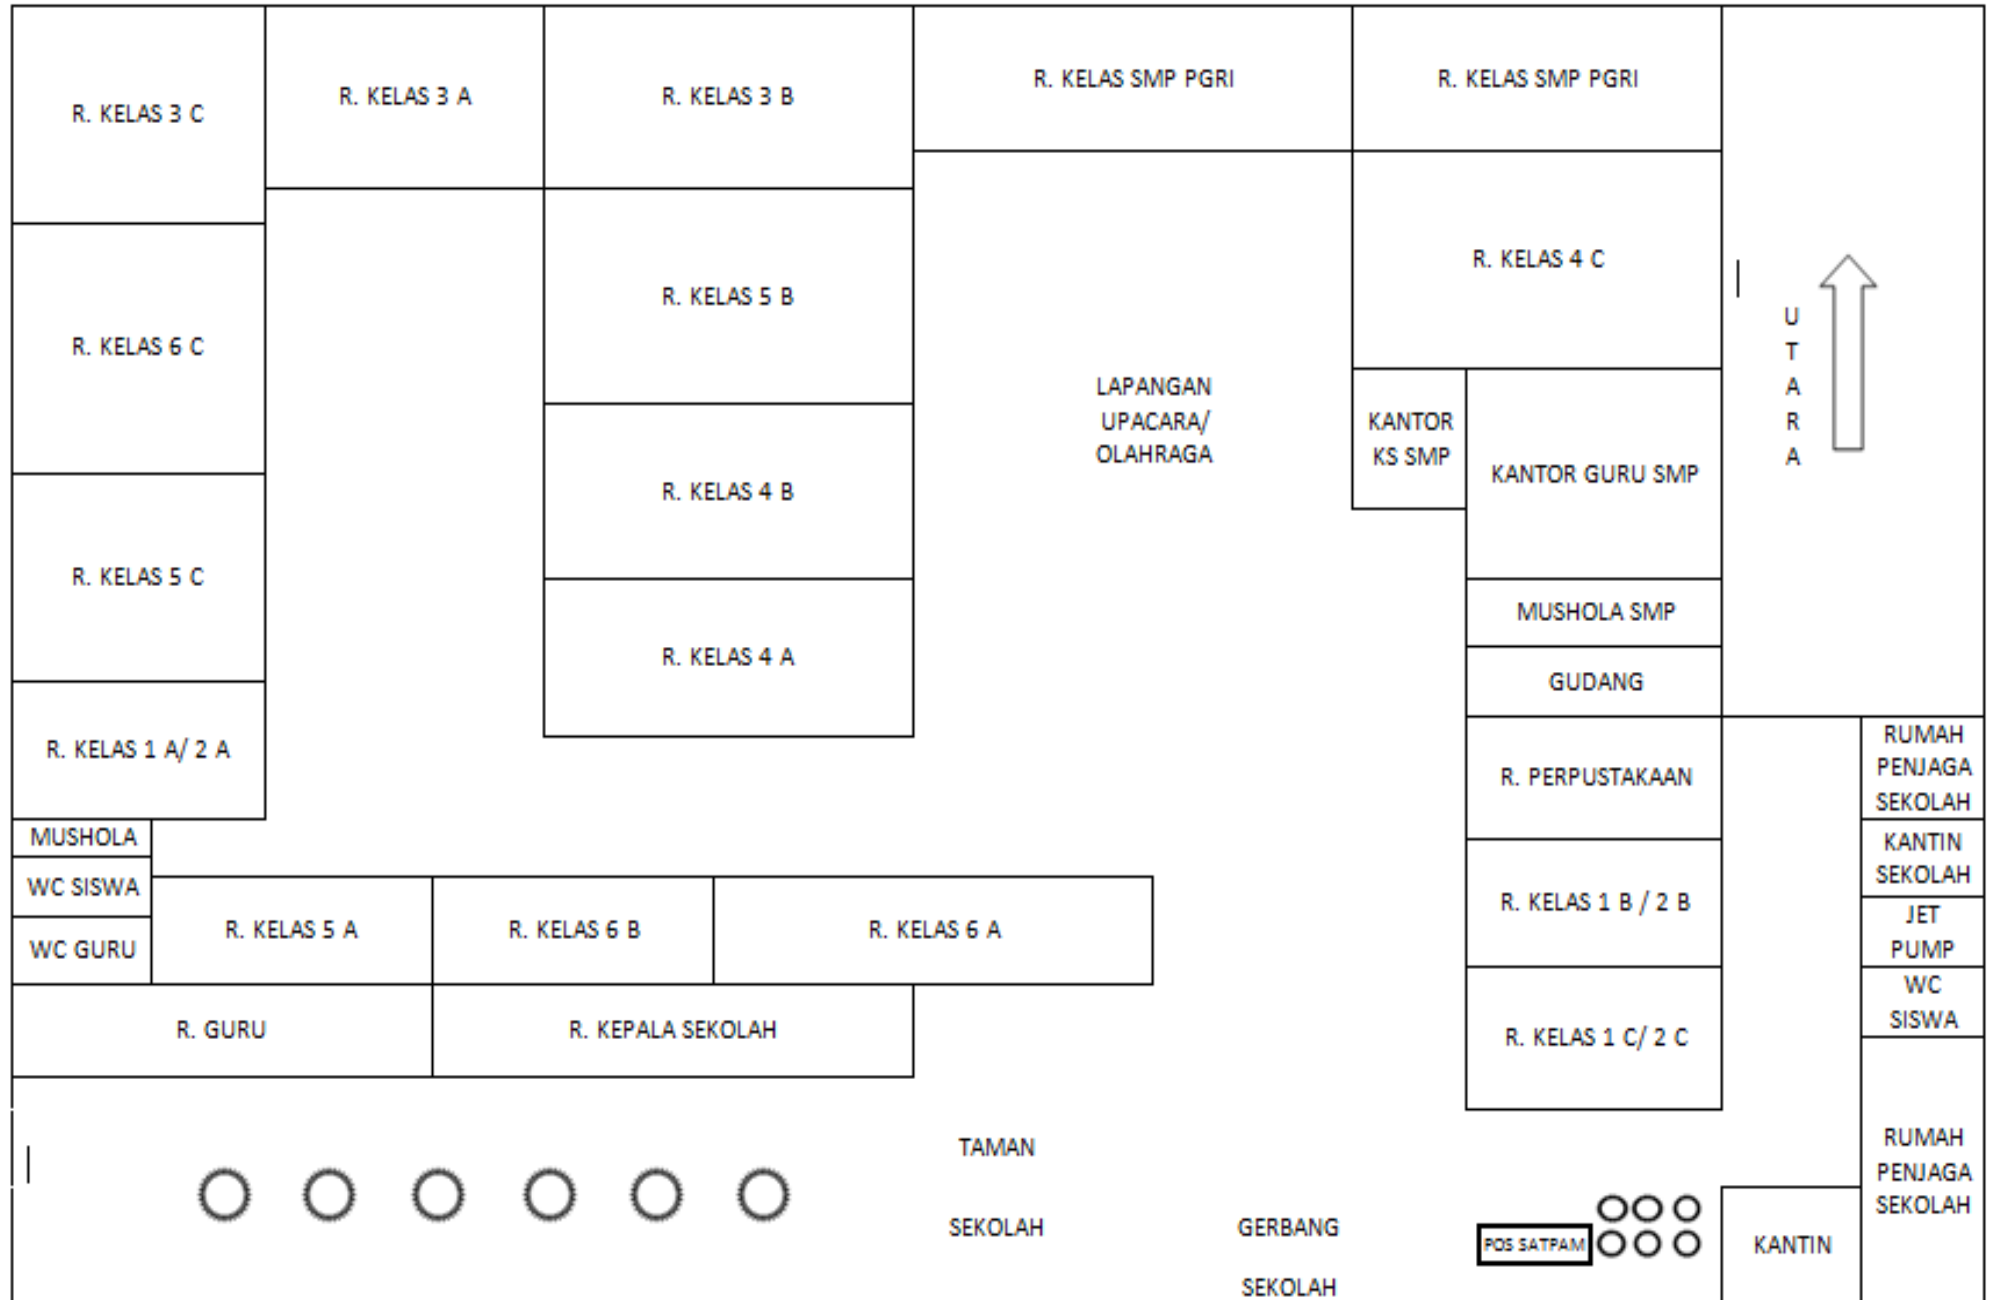 R. KELAS 3 C
R. KELAS 3 A
R. KELAS 3 B
R. KELAS SMP PGRI
R. KELAS SMP PGRI
R. KELAS 6 C
R. KELAS 5 B
R. KELAS 4 C
U
T
A
R
A
LAPANGAN
UPACARA/
OLAHRAGA
KANTOR
KS SMP
KANTOR GURU SMP
R. KELAS 4 B
R. KELAS 5 C
R. KELAS 4 A
MUSHOLA SMP
GUDANG
R. KELAS 1 A/ 2 A
R. PERPUSTAKAAN
RUMAH
PENJAGA
SEKOLAH
MUSHOLA
WC SISWA
WC GURU
R. KELAS 5 A
R. KELAS 6 B
R. KELAS 6 A
R. KELAS 1 B / 2 B
KANTIN
SEKOLAH
JET
PUMP
WC
SISWA
R. GURU
R. KEPALA SEKOLAH
R. KELAS 1 C/ 2 C
TAMAN
SEKOLAH
GERBANG
SEKOLAH
POS SATPAM
KANTIN
RUMAH
PENJAGA
SEKOLAH